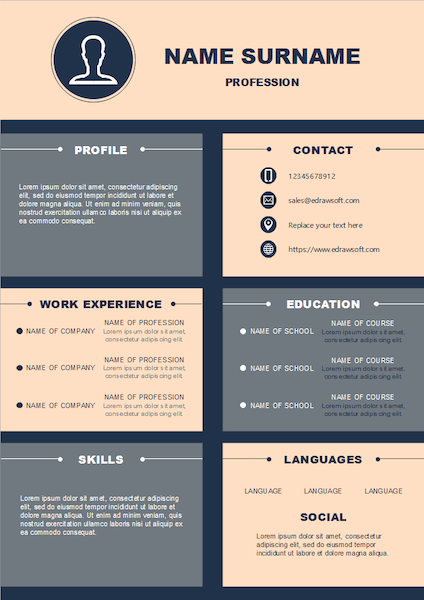 NAME SURNAME
PROFESSION
PROFILE
Lorem ipsum dolor sit amet, consectetur adipiscing
elit, sed do eiusmod tempor incididunt ut labore et
dolore magna aliqua. Ut enim ad minim veniam, quis
nostrud exercitation ullamco laboris nisi ut aliquip ex ea
commodo consequat.
CONTACT
12345678912
sales@edrawsoft.com
Replace your text here
https://www.edrawsoft.com
WORK EXPERIENCE
NAME OF COMPANY
NAME OF PROFESSION
Lorem ipsum dolor sit amet,
consectetur adipiscing elit.
NAME OF COMPANY
NAME OF PROFESSION
Lorem ipsum dolor sit amet,
consectetur adipiscing elit.
NAME OF COMPANY
NAME OF PROFESSION
Lorem ipsum dolor sit amet,
consectetur adipiscing elit.
EDUCATION
NAME OF SCHOOL
NAME OF COURSE
Lorem ipsum dolor sit amet,
consectetur adipiscing elit.
NAME OF SCHOOL
NAME OF COURSE
Lorem ipsum dolor sit amet,
consectetur adipiscing elit.
NAME OF SCHOOL
NAME OF COURSE
Lorem ipsum dolor sit amet,
consectetur adipiscing elit.
SKILLS
Lorem ipsum dolor sit amet, consectetur adipiscing
elit, sed do eiusmod tempor incididunt ut labore et
dolore magna aliqua. Ut enim ad minim veniam, quis
nostrud exercitation ullamco laboris nisi ut aliquip ex ea
commodo consequat.
LANGUAGES
LANGUAGE LANGUAGE LANGUAGE
SOCIAL
Lorem ipsum dolor sit amet, consectetur
adipiscing elit, sed do eiusmod tempor
incididunt ut labore et dolore magna aliqua.